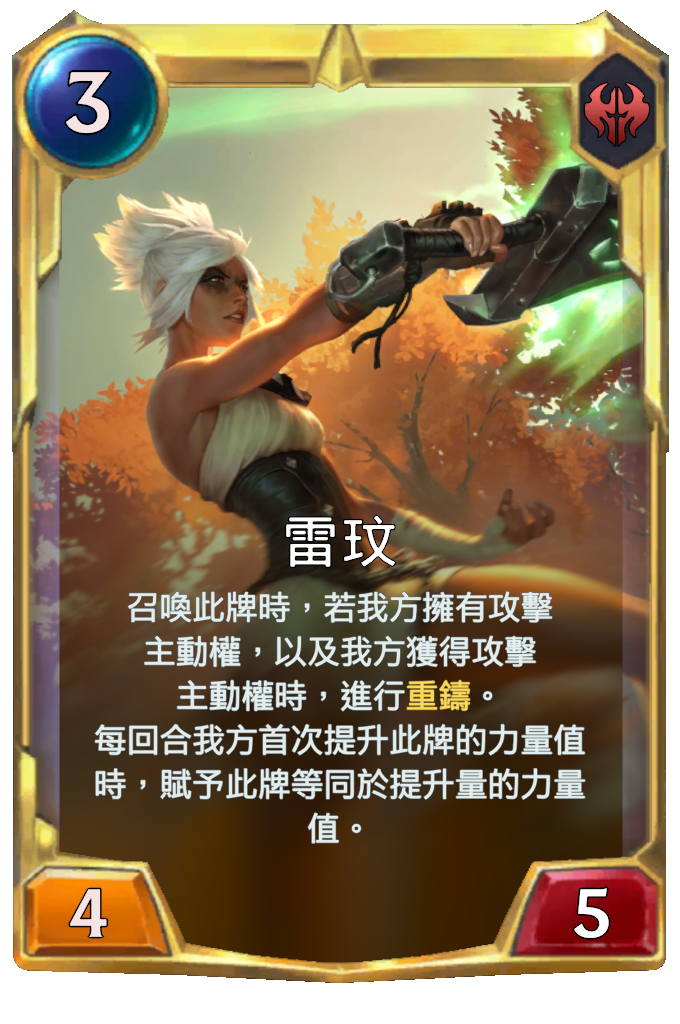 3
雷玟
召喚此牌時，若我方擁有攻擊
主動權，以及我方獲得攻擊
主動權時，進行重鑄。
每回合我方首次提升此牌的力量值
時，賦予此牌等同於提升量的力量
值。
4
5